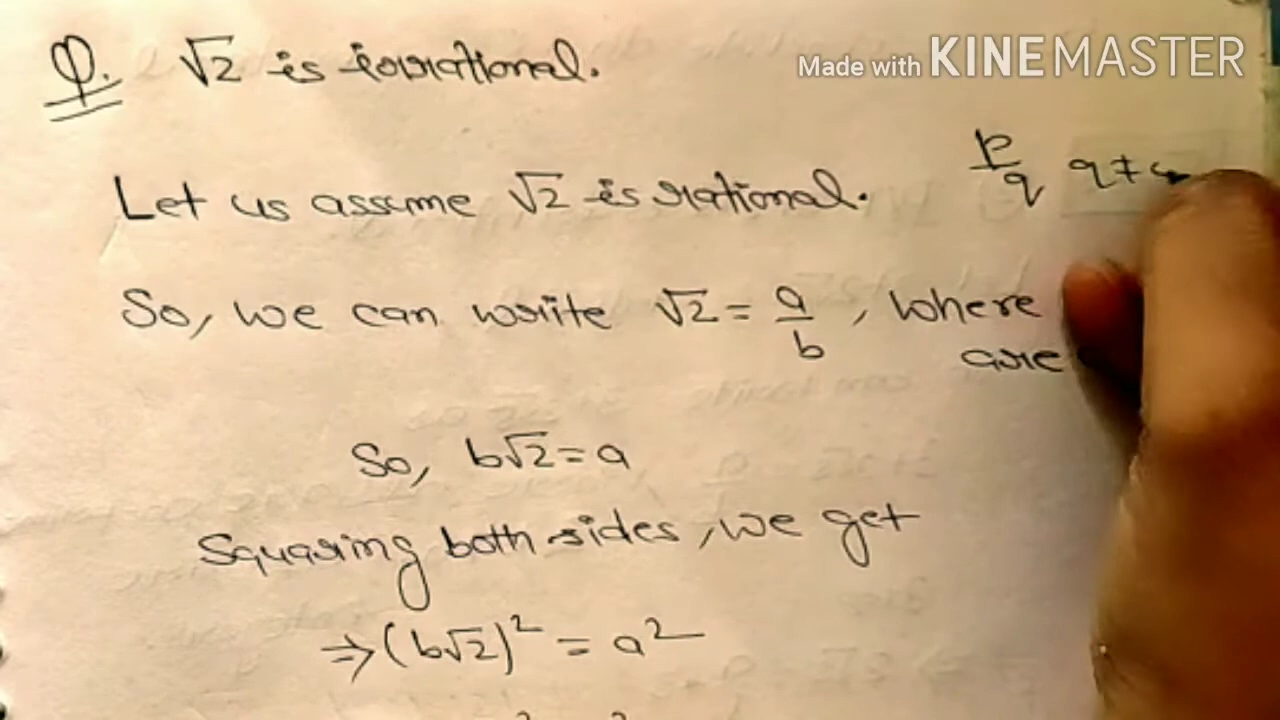 Q. √2 is irrational.
Made with KINEMASTER
p/q q≠
Let us assume √2 is rational.
So, we can write √2 = a/b, where
are
So, b√2 = a
Squaring both sides, we get
⇒ (b√2)² = a²